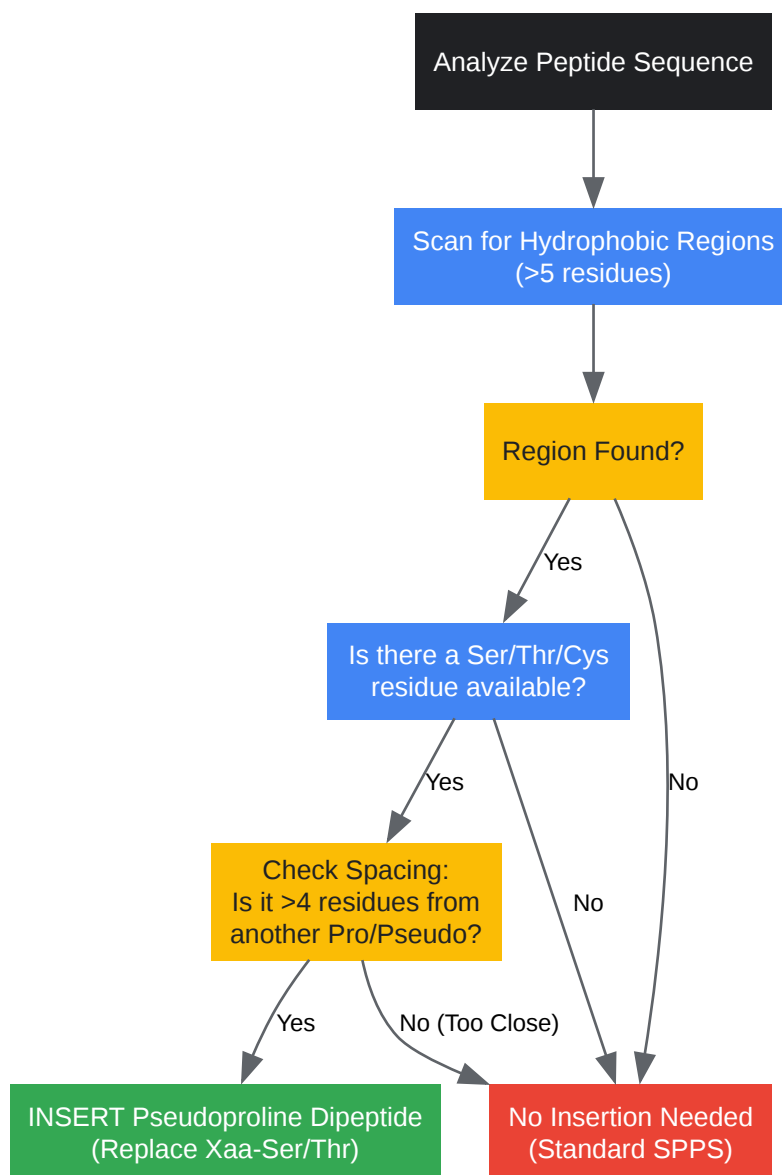 Analyze Peptide Sequence
Scan for Hydrophobic Regions
(>5 residues)
Region Found?
Yes
Is there a Ser/Thr/Cys
residue available?
Yes
No
Check Spacing:
Is it >4 residues from
another Pro/Pseudo?
No
Yes
No (Too Close)
INSERT Pseudoproline Dipeptide
(Replace Xaa-Ser/Thr)
No Insertion Needed
(Standard SPPS)